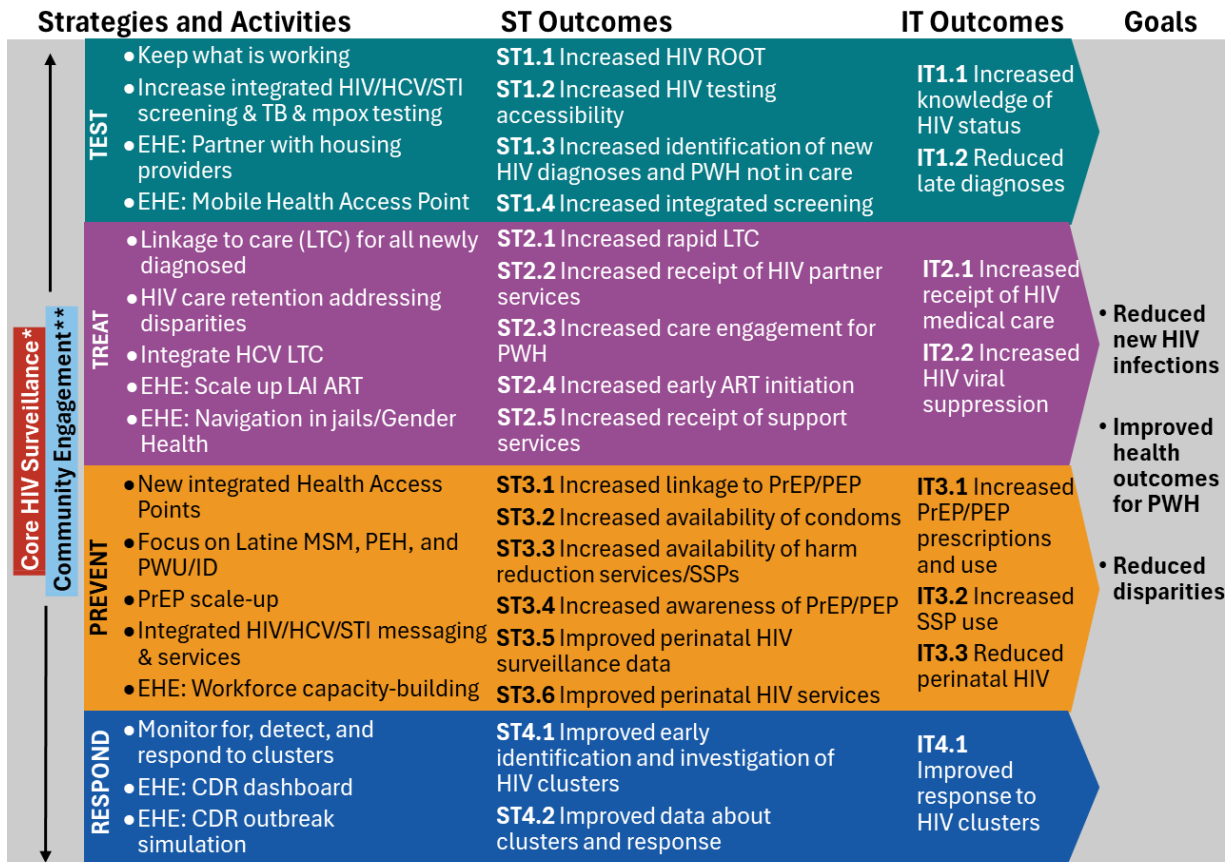 Strategies and Activities
ST Outcomes
IT Outcomes
Goals
Core HIV Surveillance*
Community Engagement**
TEST
•Keep what is working
•Increase integrated HIV/HCV/STI
screening & TB & mpox testing
•EHE: Partner with housing
providers
•EHE: Mobile Health Access Point
ST1.1 Increased HIV ROOT
ST1.2 Increased HIV testing
accessibility
ST1.3 Increased identification of new
HIV diagnoses and PWH not in care
ST1.4 Increased integrated screening
IT1.1 Increased
knowledge of
HIV status
IT1.2 Reduced
late diagnoses
TREAT
•Linkage to care (LTC) for all newly
diagnosed
•HIV care retention addressing
disparities
•Integrate HCV LTC
•EHE: Scale up LAI ART
•EHE: Navigation in jails/Gender
Health
ST2.1 Increased rapid LTC
ST2.2 Increased receipt of HIV partner
services
ST2.3 Increased care engagement for
PWH
ST2.4 Increased early ART initiation
ST2.5 Increased receipt of support
services
IT2.1 Increased
receipt of HIV
medical care
IT2.2 Increased
HIV viral
suppression
PREVENT
•New integrated Health Access
Points
•Focus on Latine MSM, PEH, and
PWU/ID
•PrEP scale-up
•Integrated HIV/HCV/STI messaging
& services
•EHE: Workforce capacity-building
ST3.1 Increased linkage to PrEP/PEP
ST3.2 Increased availability of condoms
ST3.3 Increased availability of harm
reduction services/SSPs
ST3.4 Increased awareness of PrEP/PEP
ST3.5 Improved perinatal HIV
surveillance data
ST3.6 Improved perinatal HIV services
IT3.1 Increased
PrEP/PEP
prescriptions
and use
IT3.2 Increased
SSP use
IT3.3 Reduced
perinatal HIV
RESPOND
•Monitor for, detect, and
respond to clusters
•EHE: CDR dashboard
•EHE: CDR outbreak
simulation
ST4.1 Improved early
identification and investigation of
HIV clusters
ST4.2 Improved data about
clusters and response
IT4.1
Improved
response to
HIV clusters
• Reduced
new HIV
infections
• Improved
health
outcomes
for PWH
• Reduced
disparities